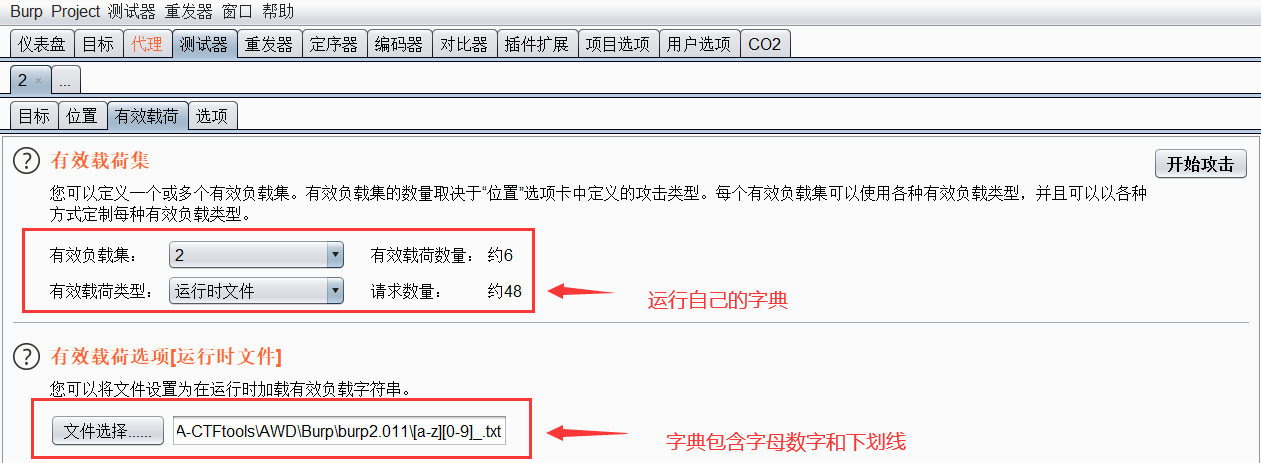 Burp Project 测试器 重发器 窗口 帮助
仪表盘 目标 代理 测试器 重发器 定序器 编码器 对比器 插件扩展 项目选项 用户选项 CO2
2 × ...
目标 位置 有效载荷 选项
? 有效载荷集 开始攻击
您可以定义一个或多个有效负载集。有效负载集的数量取决于“位置”选项卡中定义的攻击类型。每个有效负载集可以使用各种有效负载类型，并且可以以各种
方式定制每种有效负载类型。
有效负载集： 2 有效载荷数量： 约6
有效载荷类型： 运行时文件 请求数量： 约48
运行自己的字典
? 有效载荷选项[运行时文件]
您可以将文件设置为在运行时加载有效负载字符串。
文件选择...... A-CTFtools\AWD\Burp\burp2.011\[a-z][0-9]_.txt
字典包含字母数字和下划线